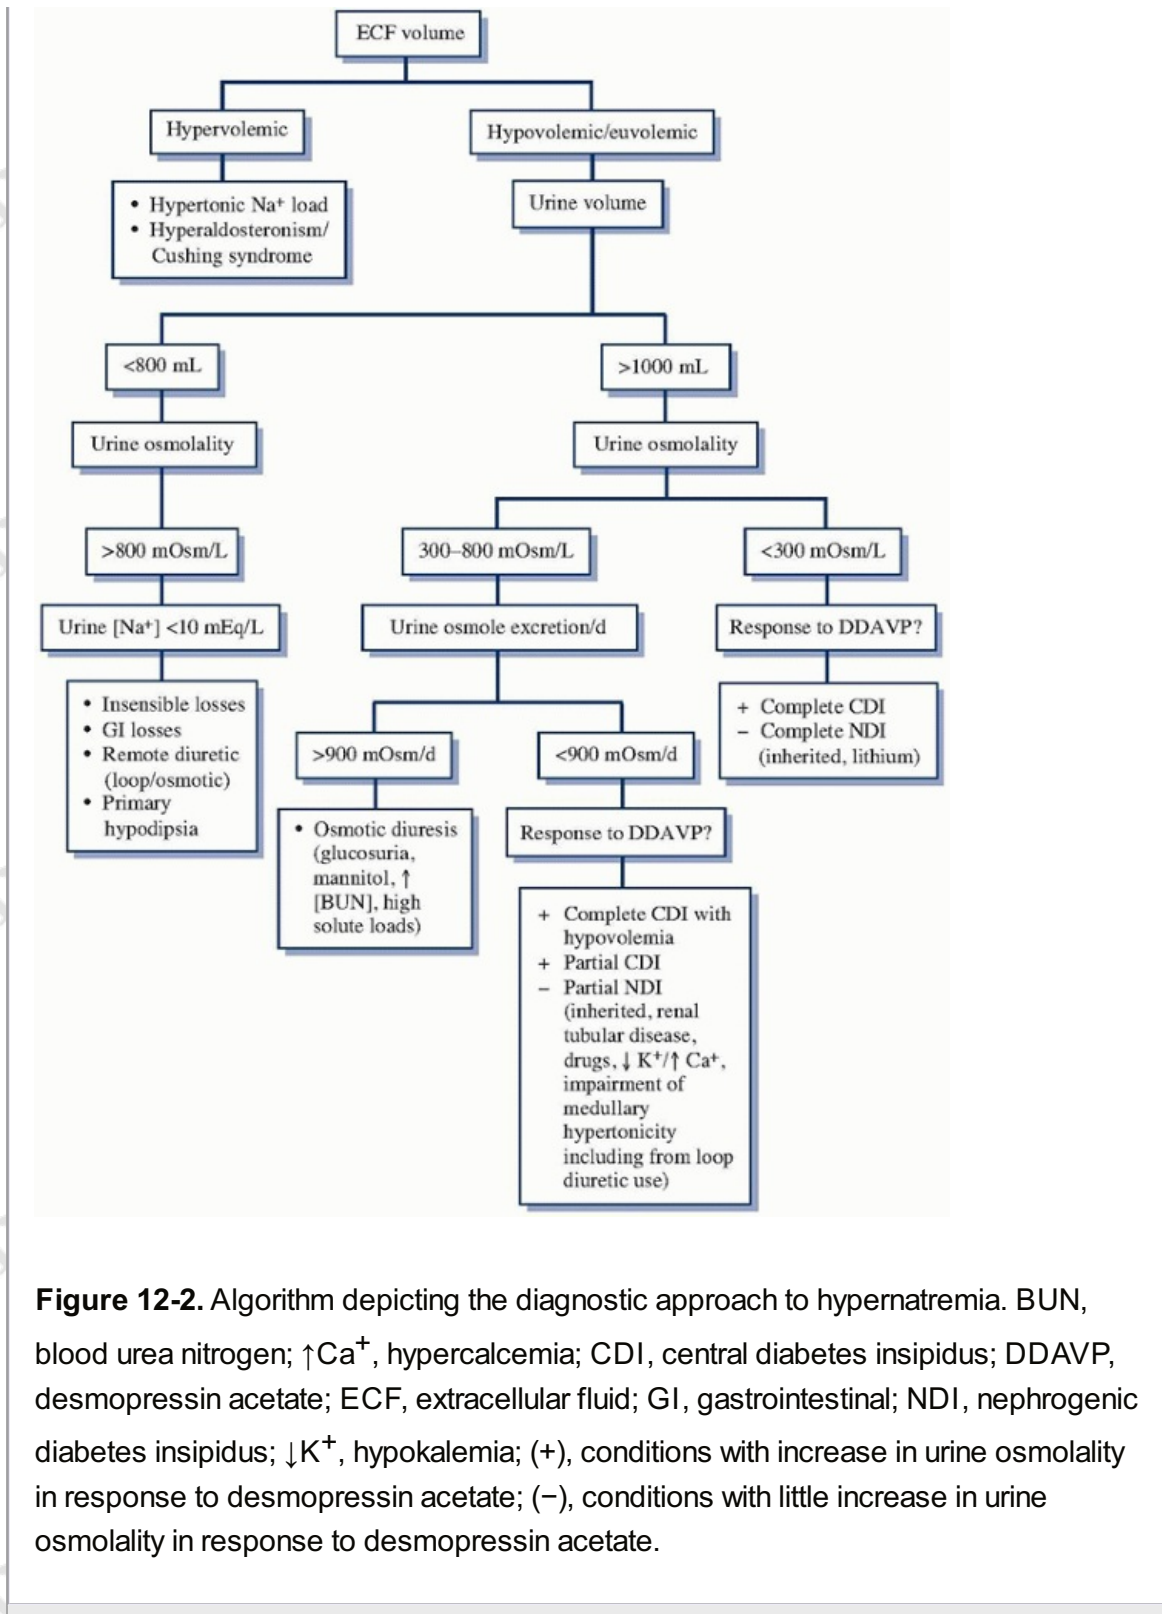 ECF volume
Hypervolemic
Hypovolemic/euvolemic
• Hypertonic Na⁺ load
• Hyperaldosteronism/
Cushing syndrome
Urine volume
<800 mL
>1000 mL
Urine osmolality
Urine osmolality
>800 mOsm/L
300–800 mOsm/L
<300 mOsm/L
Urine [Na⁺] <10 mEq/L
Urine osmole excretion/d
Response to DDAVP?
• Insensible losses
• GI losses
• Remote diuretic
(loop/osmotic)
• Primary
hypodipsia
>900 mOsm/d
<900 mOsm/d
+ Complete CDI
− Complete NDI
(inherited, lithium)
• Osmotic diuresis
(glucosuria,
mannitol, ↑
[BUN], high
solute loads)
Response to DDAVP?
+ Complete CDI with
hypovolemia
+ Partial CDI
− Partial NDI
(inherited, renal
tubular disease,
drugs, ↓ K⁺/↑ Ca⁺,
impairment of
medullary
hypertonicity
including from loop
diuretic use)
Figure 12-2. Algorithm depicting the diagnostic approach to hypernatremia. BUN,
blood urea nitrogen; ↑Ca⁺, hypercalcemia; CDI, central diabetes insipidus; DDAVP,
desmopressin acetate; ECF, extracellular fluid; GI, gastrointestinal; NDI, nephrogenic
diabetes insipidus; ↓K⁺, hypokalemia; (+), conditions with increase in urine osmolality
in response to desmopressin acetate; (−), conditions with little increase in urine
osmolality in response to desmopressin acetate.